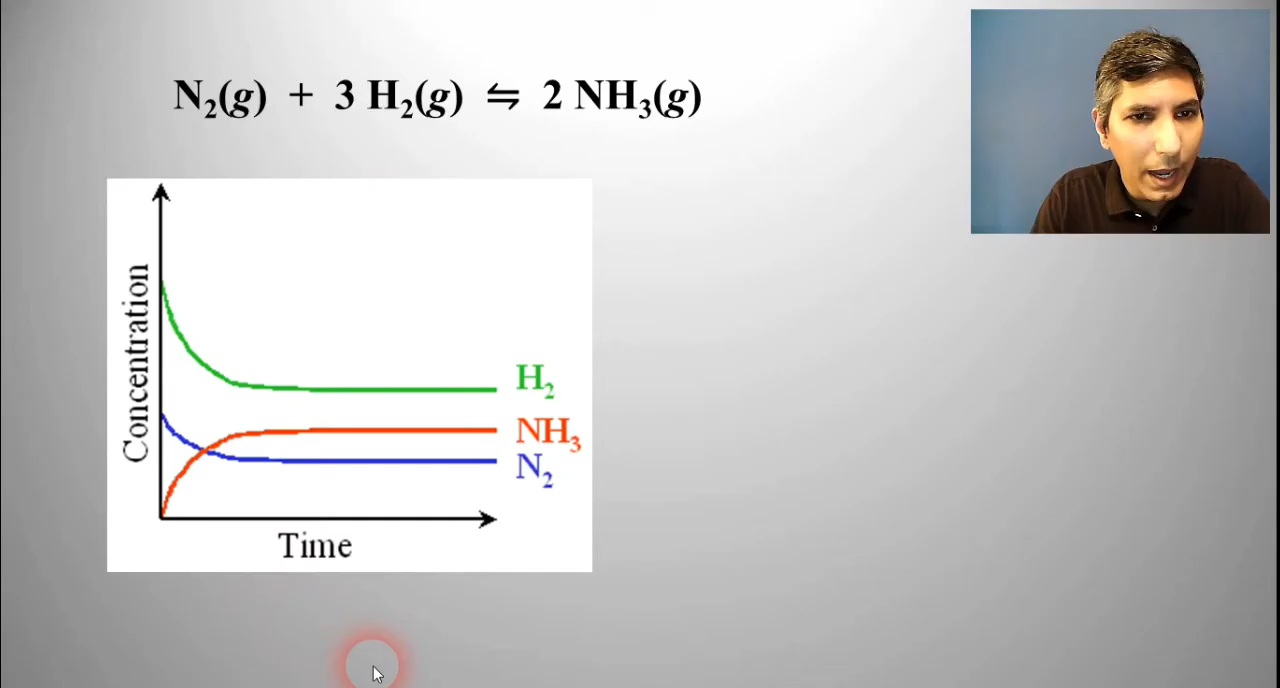 N₂(g) + 3 H₂(g) ⇋ 2 NH₃(g)
Concentration
H₂
NH₃
N₂
Time